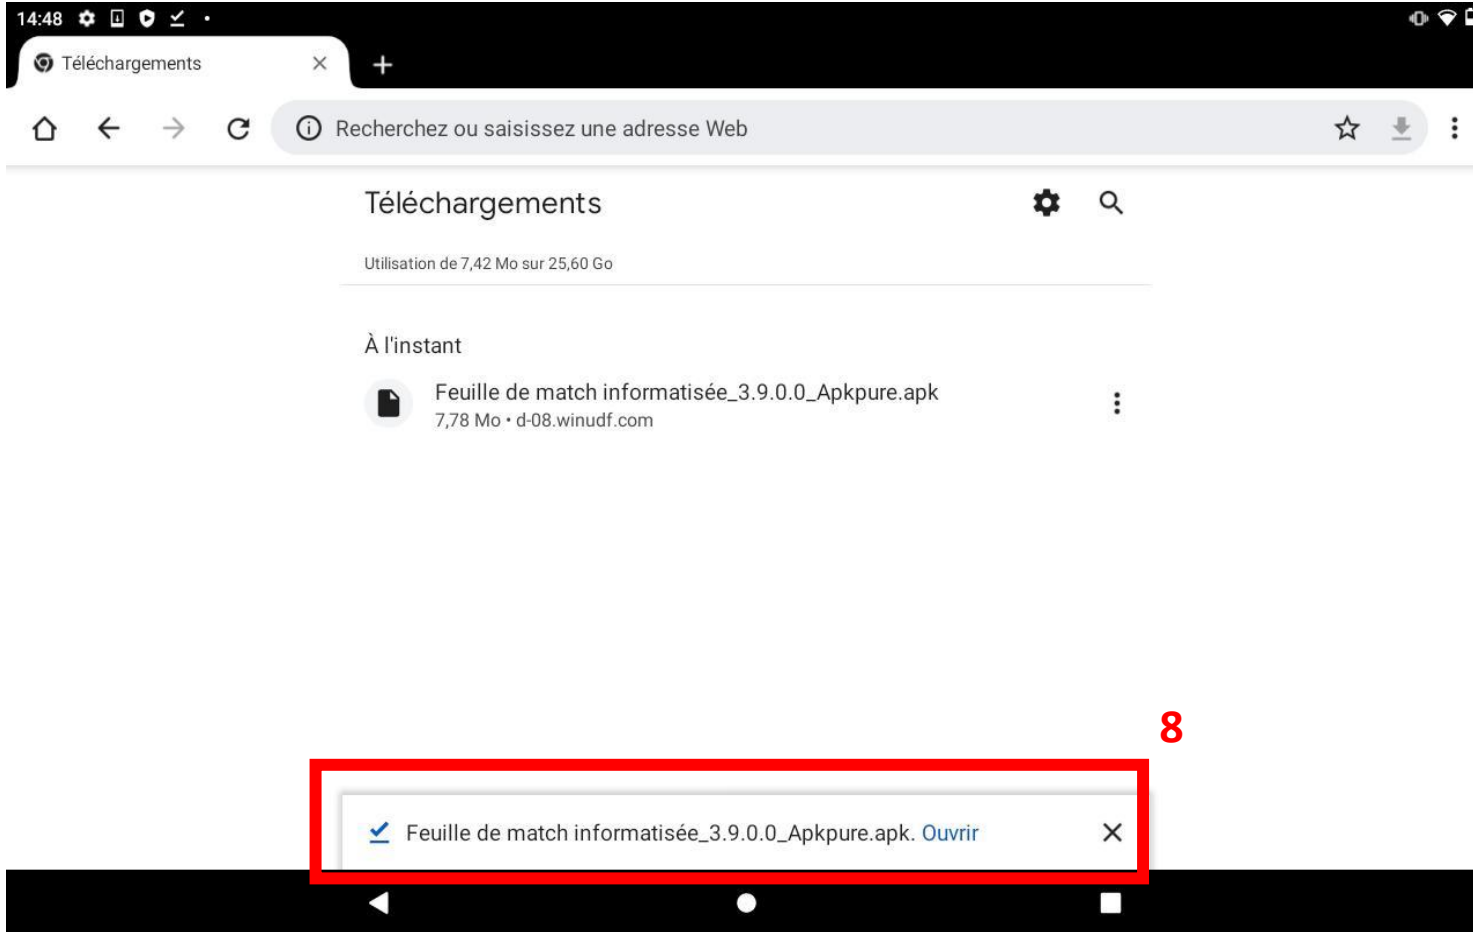 14:48
Téléchargements
Recherchez ou saisissez une adresse Web
Téléchargements
Utilisation de 7,42 Mo sur 25,60 Go
À l'instant
Feuille de match informatisée_3.9.0.0_Apkpure.apk
7,78 Mo • d-08.winudf.com
8
Feuille de match informatisée_3.9.0.0_Apkpure.apk. Ouvrir